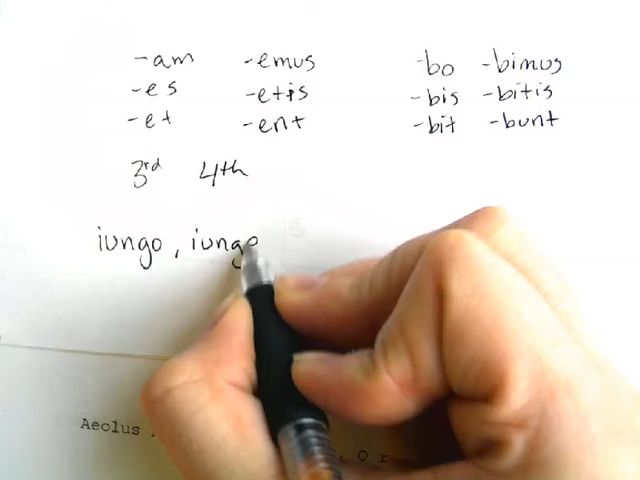 -am -emus -bo -bimus
-es -etis -bis -bitis
-et -ent -bit -bunt
3rd 4th
iungo, iungo
Aeolus
, o r